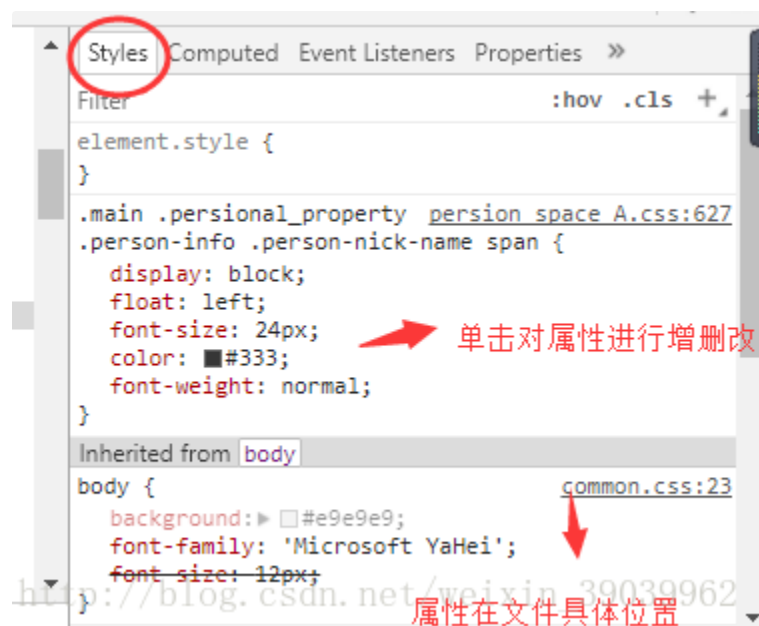 Styles Computed Event Listeners Properties »
Filter :hov .cls +
element.style {
}
.main .persional_property persion_space_A.css:627
.person-info .person-nick-name span {
display: block;
float: left;
font-size: 24px;
color: #333;
font-weight: normal;
}
单击对属性进行增删改
Inherited from body
body { common.css:23
background:▶ #e9e9e9;
font-family: 'Microsoft YaHei';
font-size: 12px;
}
http://blog.csdn.net/weixin_39039962
属性在文件具体位置